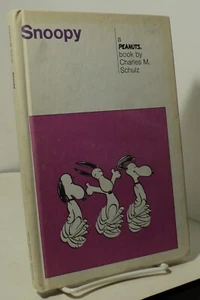 Snoopy
a
PEANUTS.
book by
Charles M.
Schulz